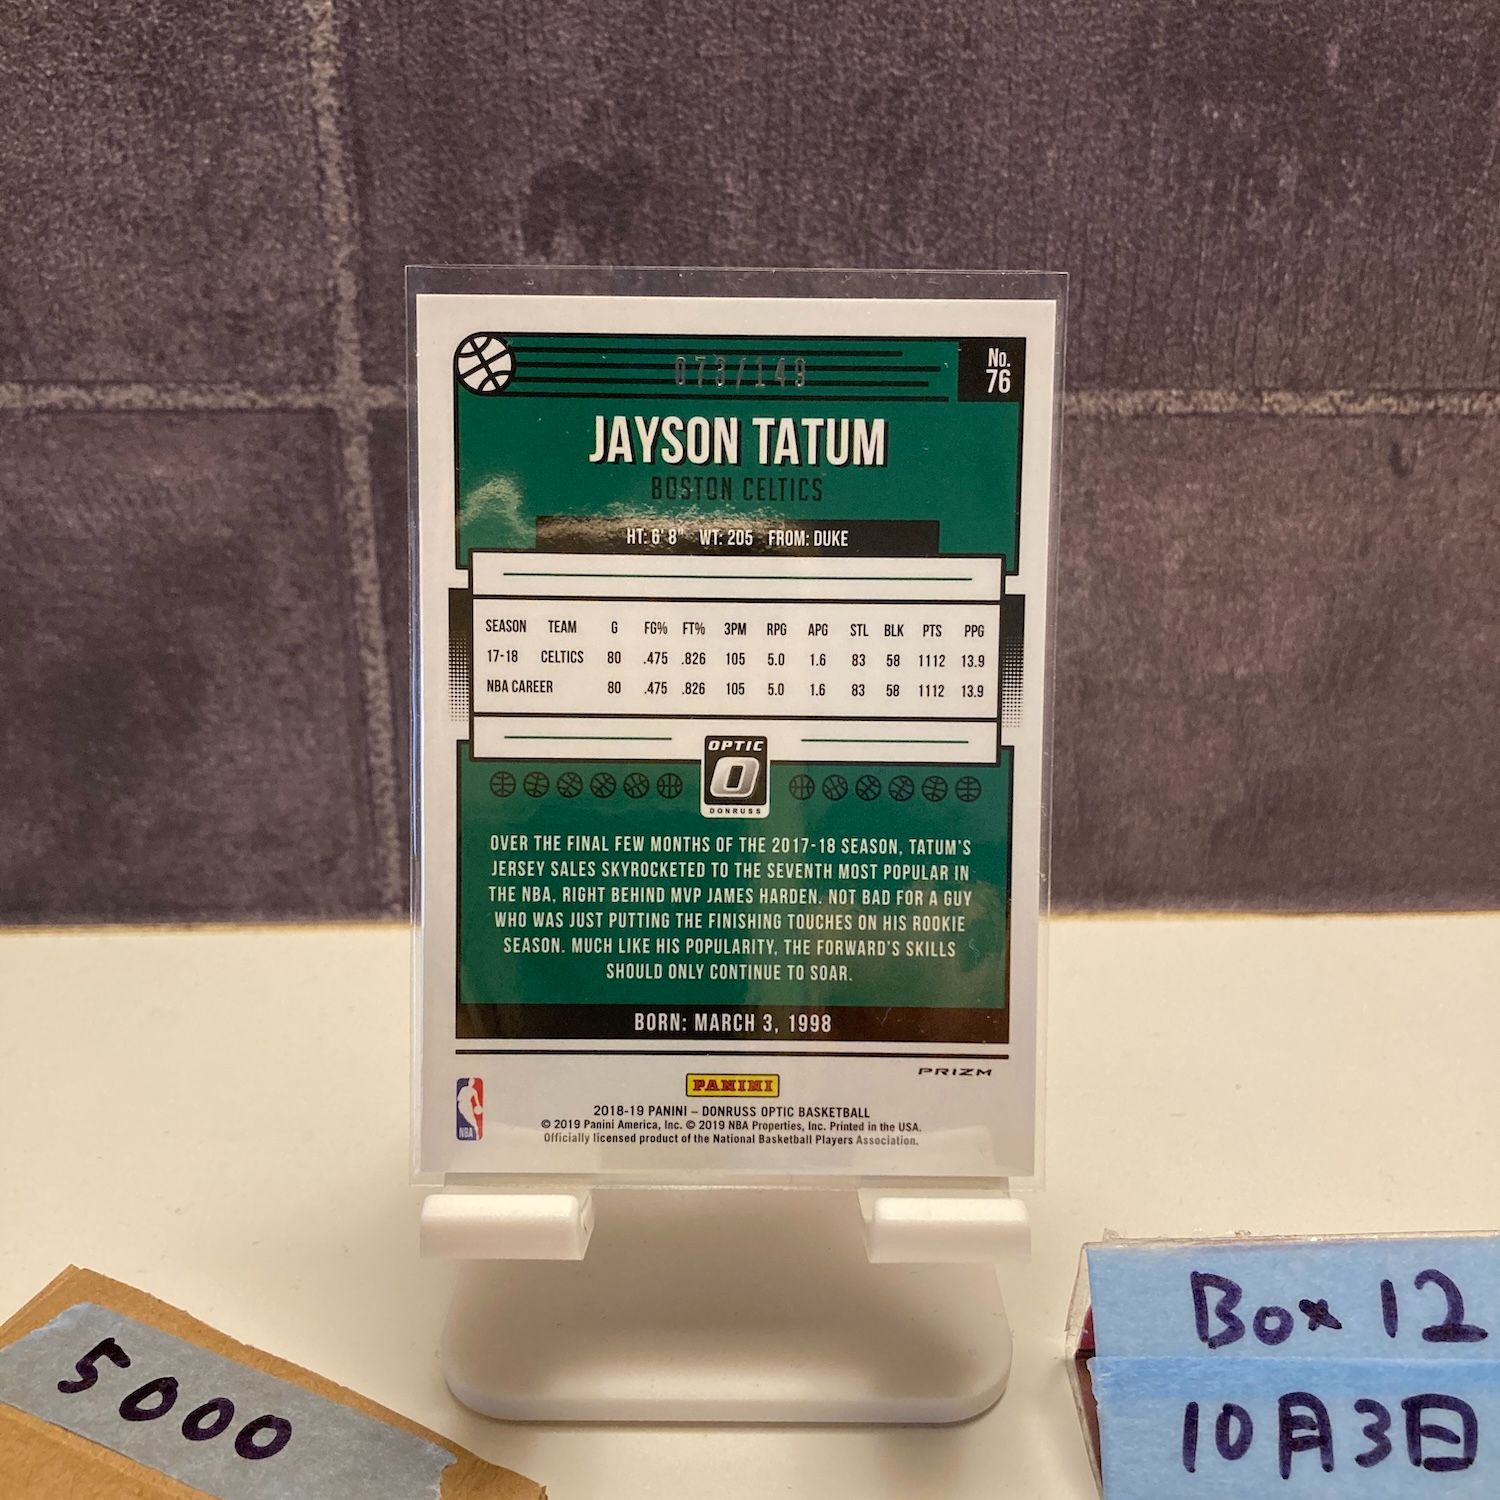 073/149
No.
76
JAYSON TATUM
BOSTON CELTICS
HT: 6' 8" WT: 205 FROM: DUKE
SEASON TEAM G FG% FT% 3PM RPG APG STL BLK PTS PPG
17-18 CELTICS 80 .475 .826 105 5.0 1.6 83 58 1112 13.9
NBA CAREER 80 .475 .826 105 5.0 1.6 83 58 1112 13.9
OPTIC
O
DONRUSS
OVER THE FINAL FEW MONTHS OF THE 2017-18 SEASON, TATUM'S
JERSEY SALES SKYROCKETED TO THE SEVENTH MOST POPULAR IN
THE NBA, RIGHT BEHIND MVP JAMES HARDEN. NOT BAD FOR A GUY
WHO WAS JUST PUTTING THE FINISHING TOUCHES ON HIS ROOKIE
SEASON. MUCH LIKE HIS POPULARITY, THE FORWARD'S SKILLS
SHOULD ONLY CONTINUE TO SOAR.
BORN: MARCH 3, 1998
PRIZM
PANINI
NBA
2018-19 PANINI – DONRUSS OPTIC BASKETBALL
© 2019 Panini America, Inc. © 2019 NBA Properties, Inc. Printed in the USA.
Officially licensed product of the National Basketball Players Association.
5000
Box 12
10月3日